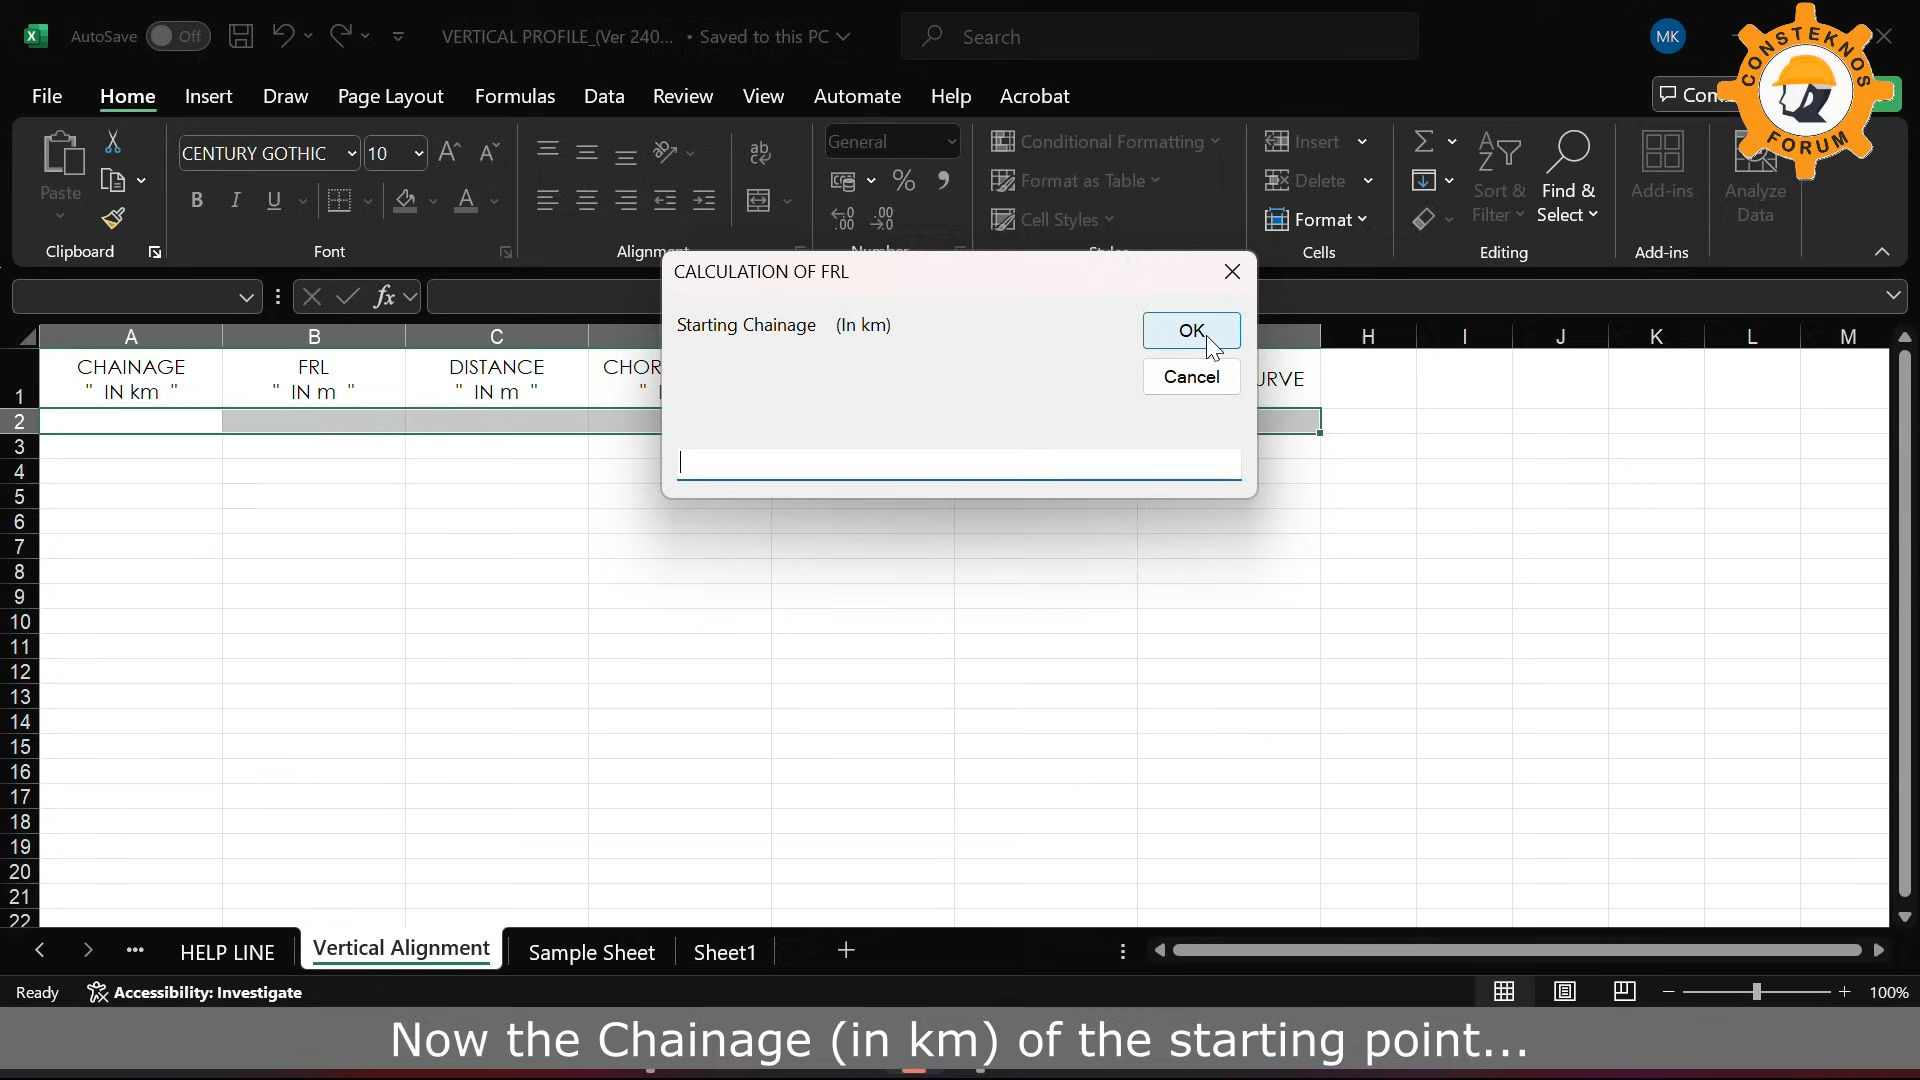 AutoSave
Off
VERTICAL PROFILE_(Ver 240... • Saved to this PC
Search
MK
CONSTEKNOS
FORUM
File
Home
Insert
Draw
Page Layout
Formulas
Data
Review
View
Automate
Help
Acrobat
Paste
Clipboard
CENTURY GOTHIC
10
B
I
U
Font
General
Conditional Formatting
Format as Table
Cell Styles
Insert
Delete
Format
Cells
Sort &
Filter
Find &
Select
Editing
Add-ins
Add-ins
Analyze
Data
fx
CALCULATION OF FRL
Starting Chainage (In km)
OK
Cancel
A
B
C
H
I
J
K
L
M
1
CHAINAGE
" IN km "
FRL
" IN m "
DISTANCE
" IN m "
2
3
4
5
6
7
8
9
10
11
12
13
14
15
16
17
18
19
20
21
22
HELP LINE
Vertical Alignment
Sample Sheet
Sheet1
Ready
Accessibility: Investigate
100%
Now the Chainage (in km) of the starting point...